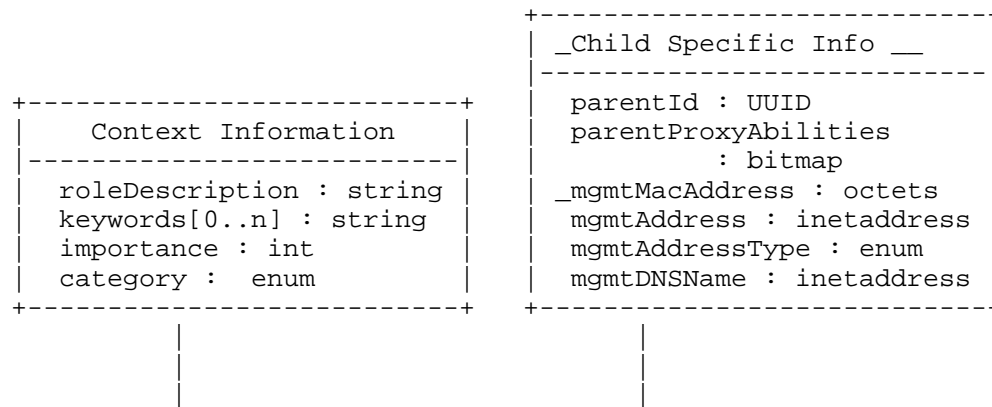 _Child Specific Info __
parentId : UUID
Context Information
parentProxyAbilities
: bitmap
roleDescription : string
_mgmtMacAddress : octets
keywords[0..n] : string
mgmtAddress : inetaddress
importance : int
mgmtAddressType : enum
category : enum
mgmtDNSName : inetaddress